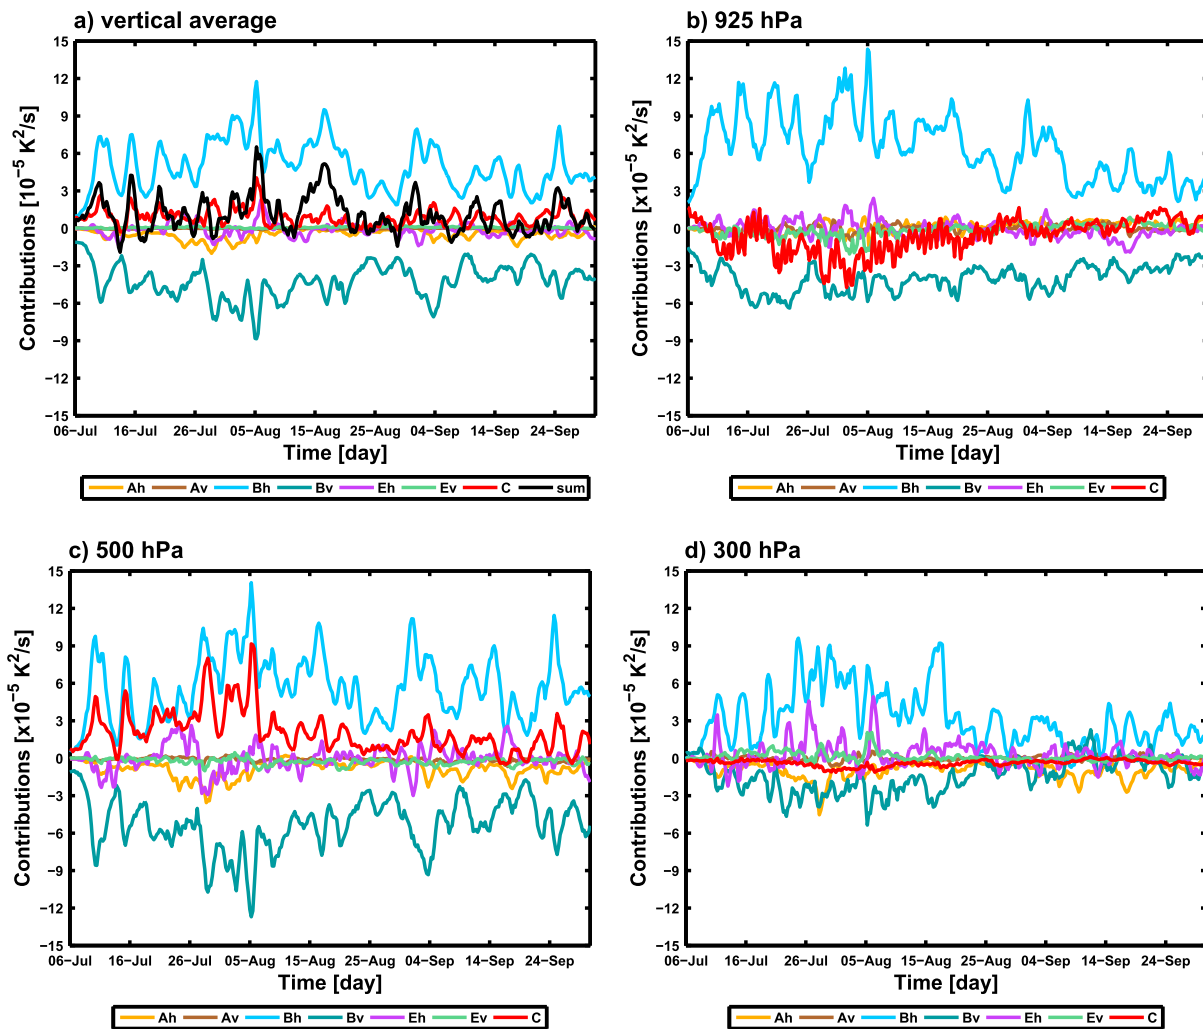 a) vertical average
Contributions [10⁻⁵ K²/s]
15
12
9
6
3
0
−3
−6
−9
−12
−15
06−Jul 16−Jul 26−Jul 05−Aug 15−Aug 25−Aug 04−Sep 14−Sep 24−Sep
Time [day]
Ah Av Bh Bv Eh Ev C sum
b) 925 hPa
Contributions [x10⁻⁵ K²/s]
15
12
9
6
3
0
−3
−6
−9
−12
−15
06−Jul 16−Jul 26−Jul 05−Aug 15−Aug 25−Aug 04−Sep 14−Sep 24−Sep
Time [day]
Ah Av Bh Bv Eh Ev C
c) 500 hPa
Contributions [x10⁻⁵ K²/s]
15
12
9
6
3
0
−3
−6
−9
−12
−15
06−Jul 16−Jul 26−Jul 05−Aug 15−Aug 25−Aug 04−Sep 14−Sep 24−Sep
Time [day]
Ah Av Bh Bv Eh Ev C
d) 300 hPa
Contributions [x10⁻⁵ K²/s]
15
12
9
6
3
0
−3
−6
−9
−12
−15
06−Jul 16−Jul 26−Jul 05−Aug 15−Aug 25−Aug 04−Sep 14−Sep 24−Sep
Time [day]
Ah Av Bh Bv Eh Ev C